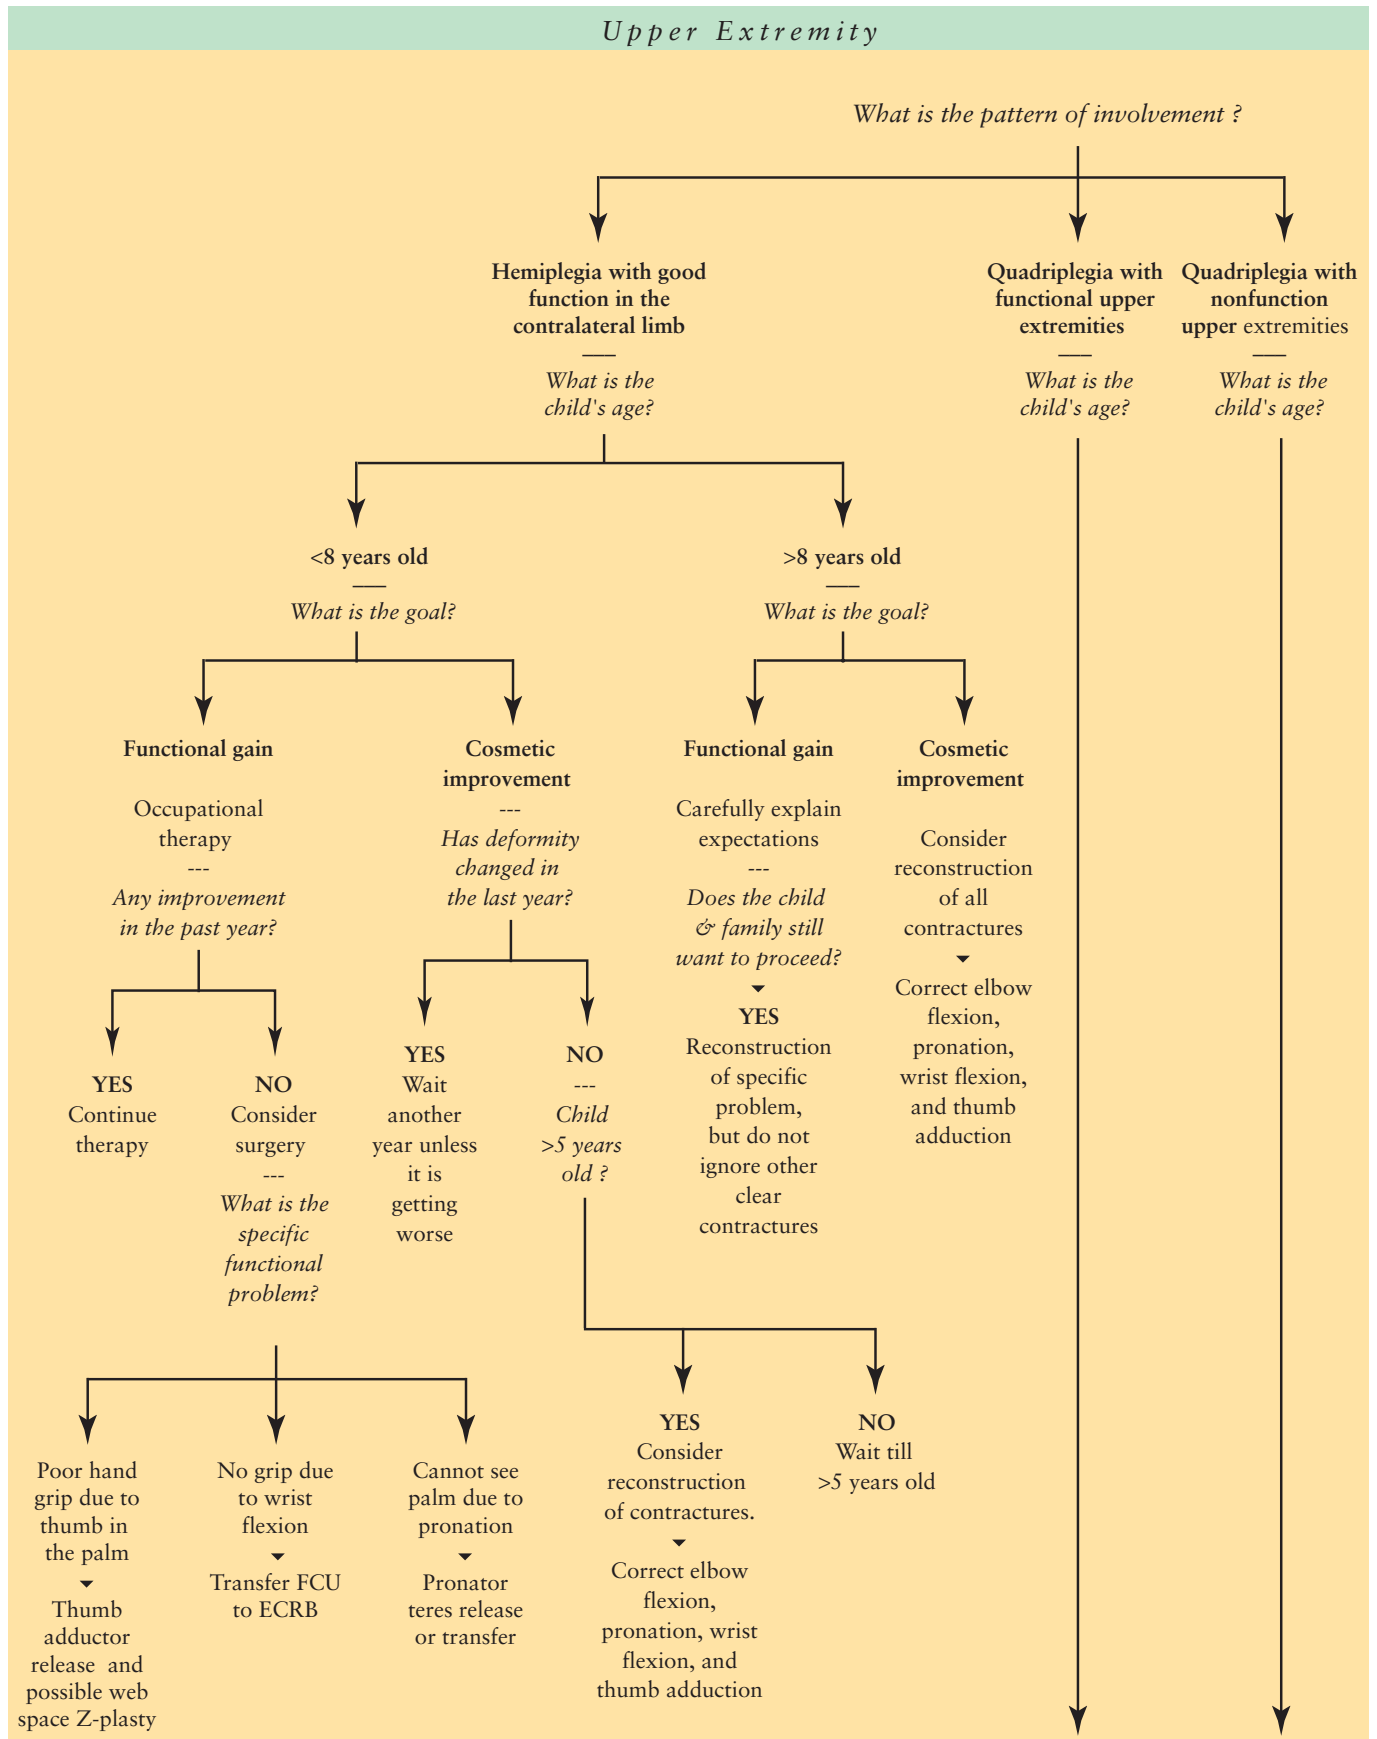 Upper Extremity
What is the pattern of involvement ?
Hemiplegia with good
function in the
contralateral limb
___
What is the
child's age?
Quadriplegia with
functional upper
extremities
___
What is the
child's age?
Quadriplegia with
nonfunction
upper extremities
___
What is the
child's age?
<8 years old
___
What is the goal?
>8 years old
___
What is the goal?
Functional gain
Occupational
therapy
---
Any improvement
in the past year?
Cosmetic
improvement
---
Has deformity
changed in
the last year?
Functional gain
Carefully explain
expectations
---
Does the child
& family still
want to proceed?
YES
Reconstruction
of specific
problem,
but do not
ignore other
clear
contractures
Cosmetic
improvement
Consider
reconstruction
of all
contractures
Correct elbow
flexion,
pronation,
wrist flexion,
and thumb
adduction
YES
Continue
therapy
NO
Consider
surgery
---
What is the
specific
functional
problem?
YES
Wait
another
year unless
it is
getting
worse
NO
---
Child
>5 years
old ?
Poor hand
grip due to
thumb in
the palm
Thumb
adductor
release and
possible web
space Z-plasty
No grip due
to wrist
flexion
Transfer FCU
to ECRB
Cannot see
palm due to
pronation
Pronator
teres release
or transfer
YES
Consider
reconstruction
of contractures.
Correct elbow
flexion,
pronation, wrist
flexion, and
thumb adduction
NO
Wait till
>5 years old